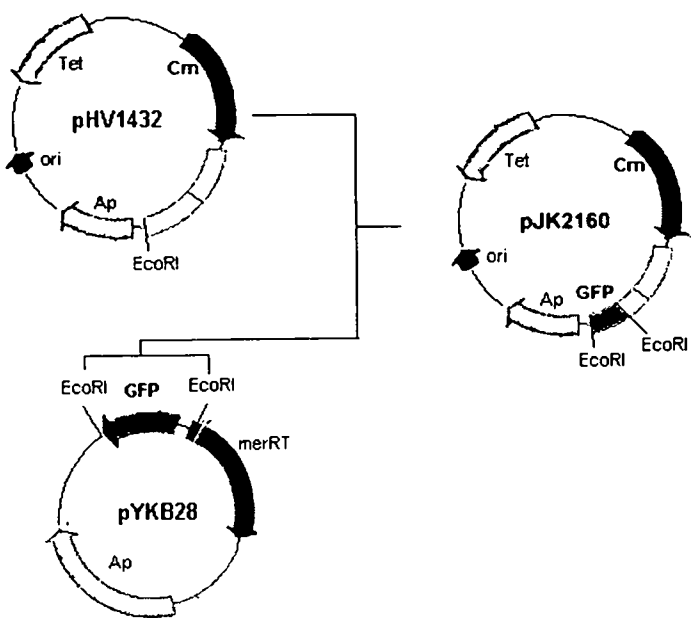 Tet
Cm
pHV1432
ori
Ap
EcoRI
Tet
Cm
pJK2160
ori
GFP
Ap
EcoRI
EcoRI
EcoRI
GFP
EcoRI
merRT
pYKB28
Ap